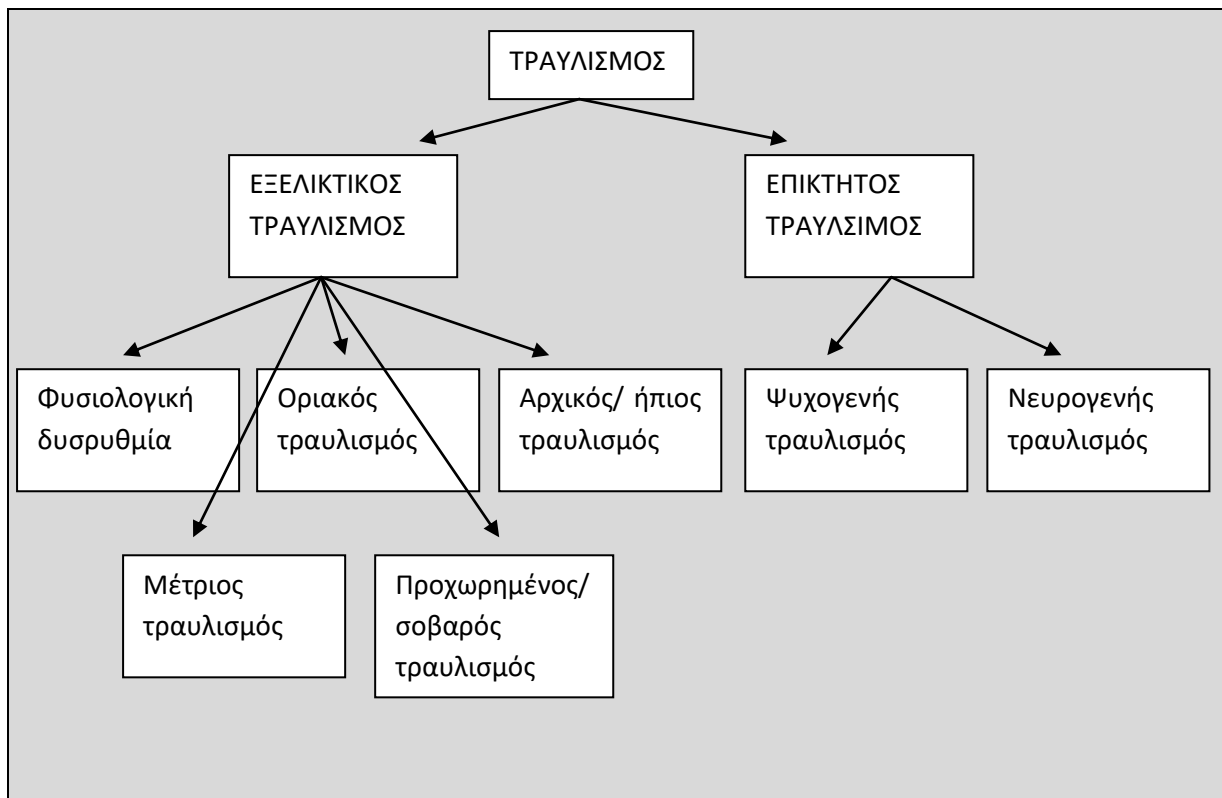 ΤΡΑΥΛΙΣΜΟΣ
ΕΞΕΛΙΚΤΙΚΟΣ
ΤΡΑΥΛΙΣΜΟΣ
ΕΠΙΚΤΗΤΟΣ
ΤΡΑΥΛΣΙΜΟΣ
Φυσιολογική
δυσρυθμία
Οριακός
τραυλισμός
Αρχικός/ ήπιος
τραυλισμός
Ψυχογενής
τραυλισμός
Νευρογενής
τραυλισμός
Μέτριος
τραυλισμός
Προχωρημένος/
σοβαρός
τραυλισμός